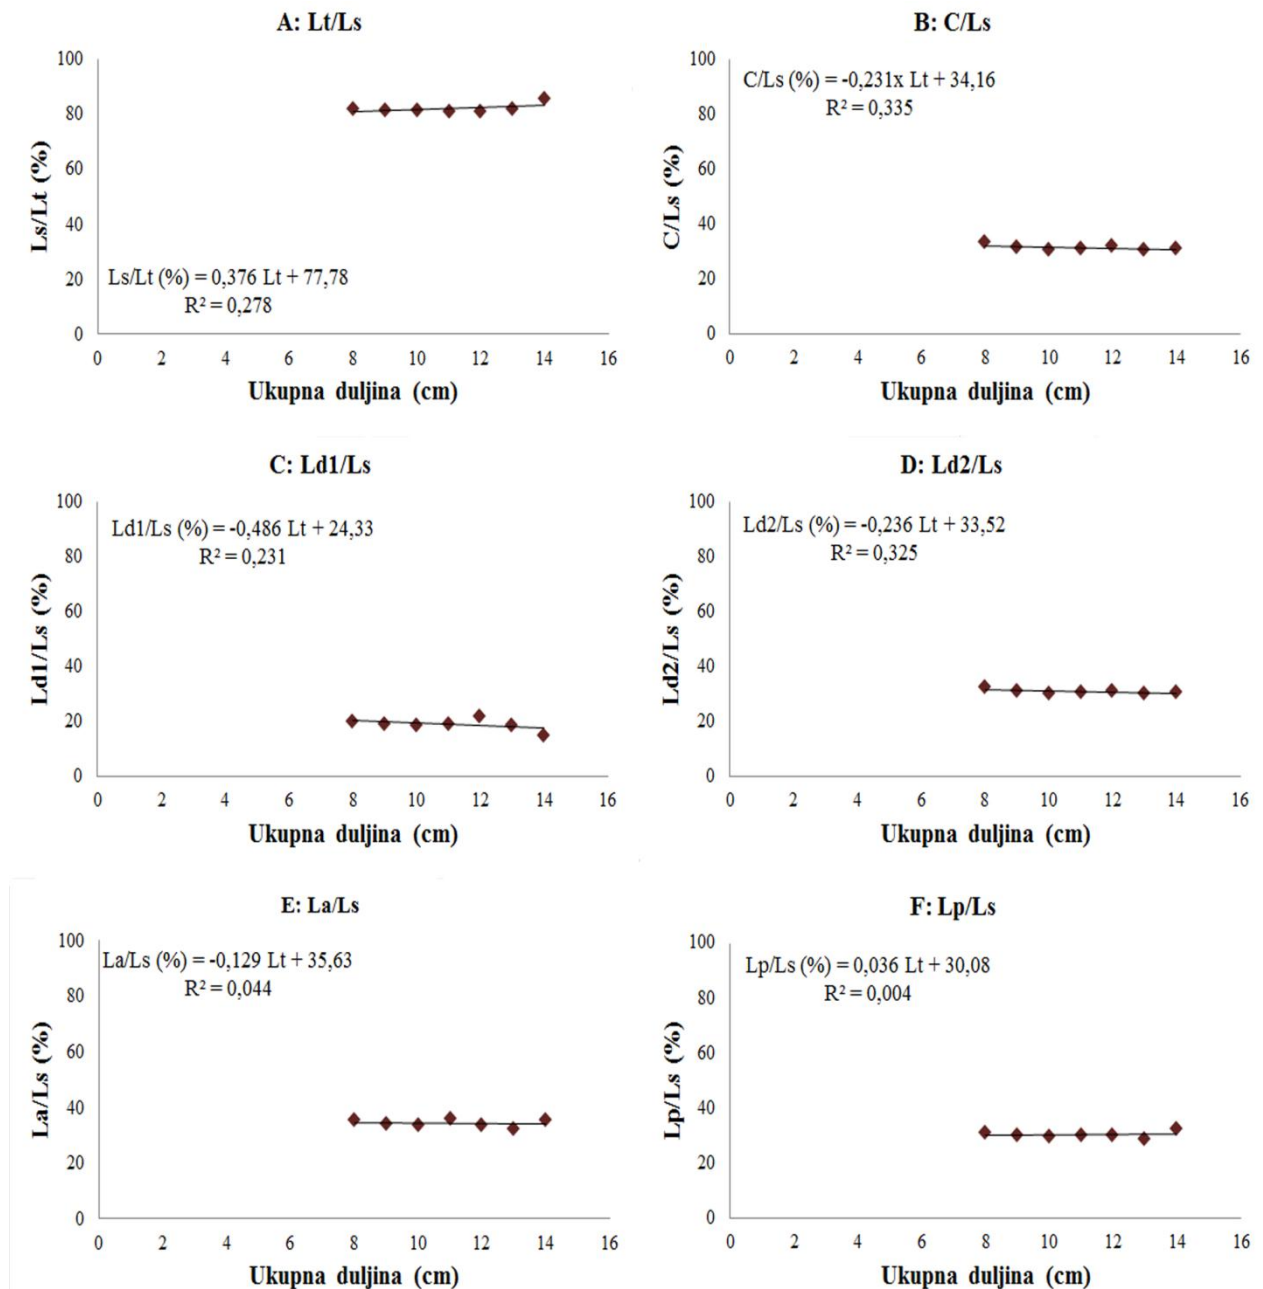 A: Lt/Ls
100
80
60
40
20
0
Ls/Lt (%)
Ls/Lt (%) = 0,376 Lt + 77,78
R² = 0,278
0 2 4 6 8 10 12 14 16
Ukupna duljina (cm)
B: C/Ls
100
80
60
40
20
0
C/Ls (%)
C/Ls (%) = -0,231x Lt + 34,16
R² = 0,335
0 2 4 6 8 10 12 14 16
Ukupna duljina (cm)
C: Ld1/Ls
100
80
60
40
20
0
Ld1/Ls (%)
Ld1/Ls (%) = -0,486 Lt + 24,33
R² = 0,231
0 2 4 6 8 10 12 14 16
Ukupna duljina (cm)
D: Ld2/Ls
100
80
60
40
20
0
Ld2/Ls (%)
Ld2/Ls (%) = -0,236 Lt + 33,52
R² = 0,325
0 2 4 6 8 10 12 14 16
Ukupna duljina (cm)
E: La/Ls
100
80
60
40
20
0
La/Ls (%)
La/Ls (%) = -0,129 Lt + 35,63
R² = 0,044
0 2 4 6 8 10 12 14 16
Ukupna duljina (cm)
F: Lp/Ls
100
80
60
40
20
0
Lp/Ls (%)
Lp/Ls (%) = 0,036 Lt + 30,08
R² = 0,004
0 2 4 6 8 10 12 14 16
Ukupna duljina (cm)